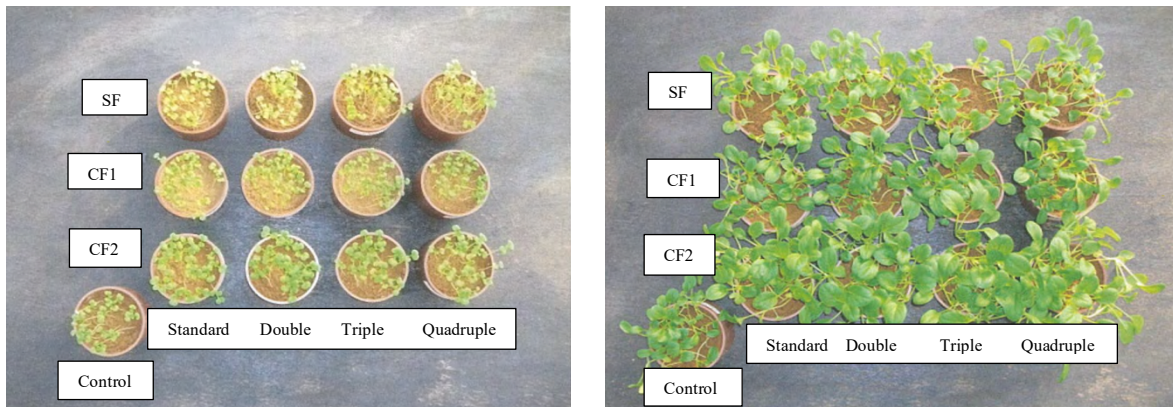 SF
CF1
CF2
Standard Double Triple Quadruple
Control
SF
CF1
CF2
Standard Double Triple Quadruple
Control